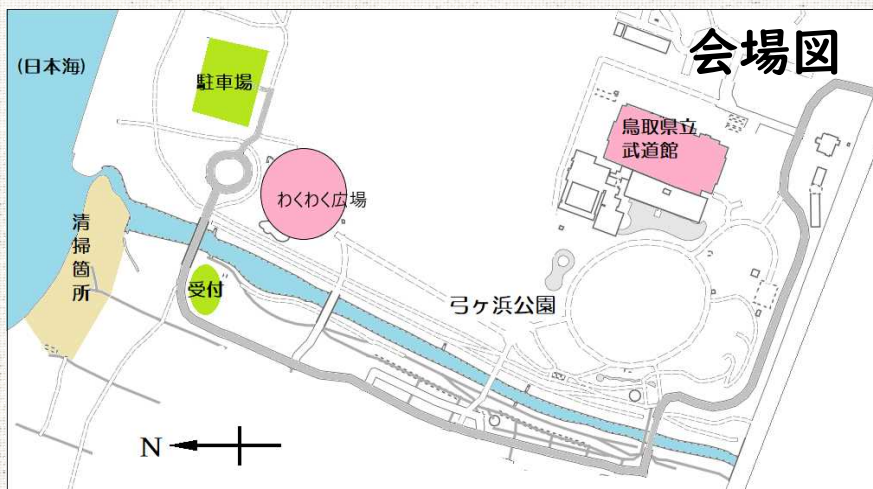 会場図
(日本海)
駐車場
鳥取県立
武道館
わくわく広場
清掃箇所
受付
弓ヶ浜公園
N